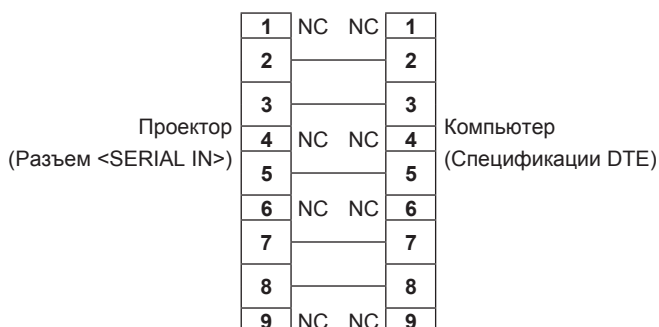 1 NC NC 1
2 2
3 3
Проектор
(Разъем <SERIAL IN>)
4 NC NC 4
Компьютер
(Спецификации DTE)
5 5
6 NC NC 6
7 7
8 8
9 NC NC 9